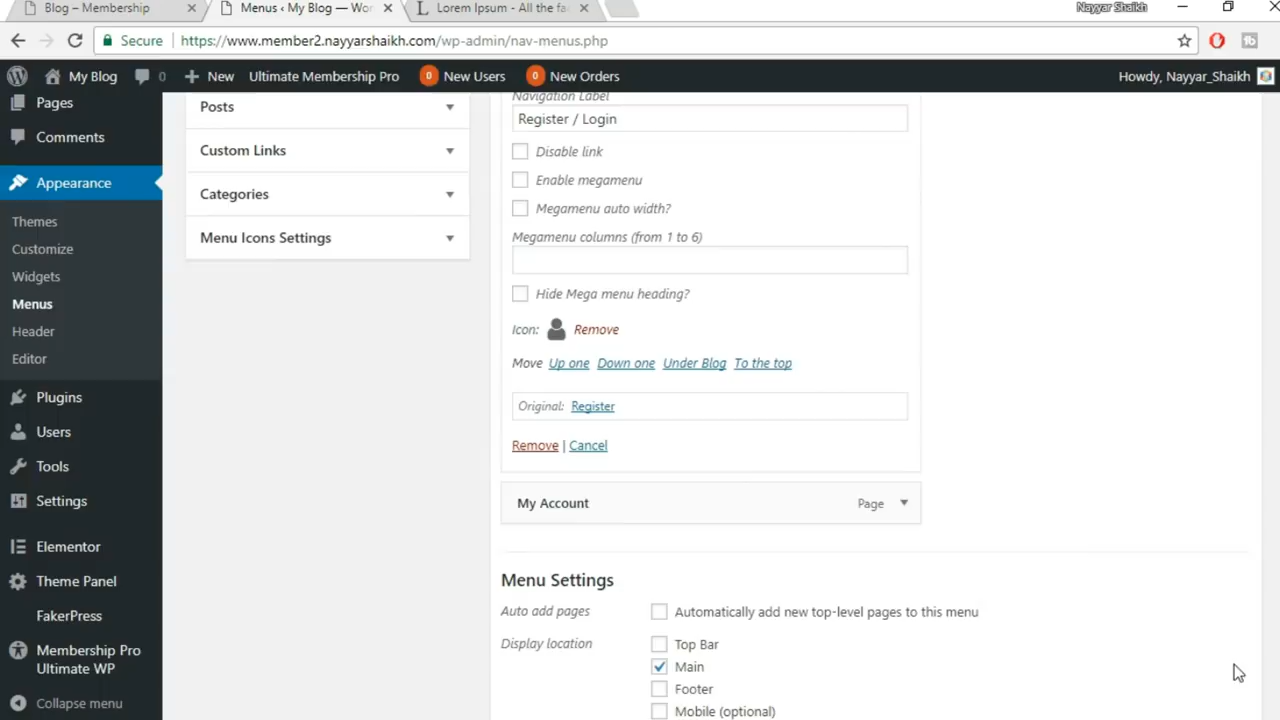 Blog – Membership
Menus ‹ My Blog — Wor
Lorem Ipsum - All the fa
Nayyar Shaikh
Secure
https://www.member2.nayyarshaikh.com/wp-admin/nav-menus.php
My Blog
0
New
Ultimate Membership Pro
0
New Users
0
New Orders
Howdy, Nayyar_Shaikh
Pages
Comments
Appearance
Themes
Customize
Widgets
Menus
Header
Editor
Plugins
Users
Tools
Settings
Elementor
Theme Panel
FakerPress
Membership Pro
Ultimate WP
Collapse menu
Posts
Custom Links
Categories
Menu Icons Settings
Navigation Label
Register / Login
Disable link
Enable megamenu
Megamenu auto width?
Megamenu columns (from 1 to 6)
Hide Mega menu heading?
Icon: Remove
Move Up one Down one Under Blog To the top
Original: Register
Remove | Cancel
My Account Page
Menu Settings
Auto add pages
Automatically add new top-level pages to this menu
Display location
Top Bar
Main
Footer
Mobile (optional)